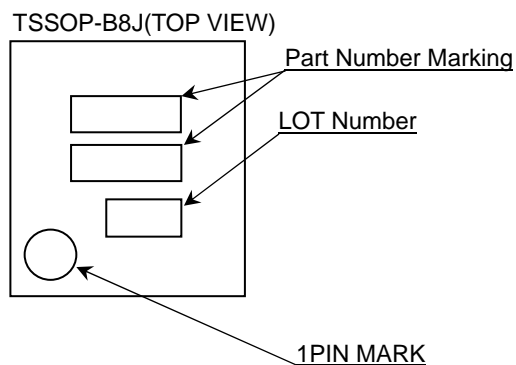 TSSOP-B8J(TOP VIEW)
Part Number Marking
LOT Number
1PIN MARK